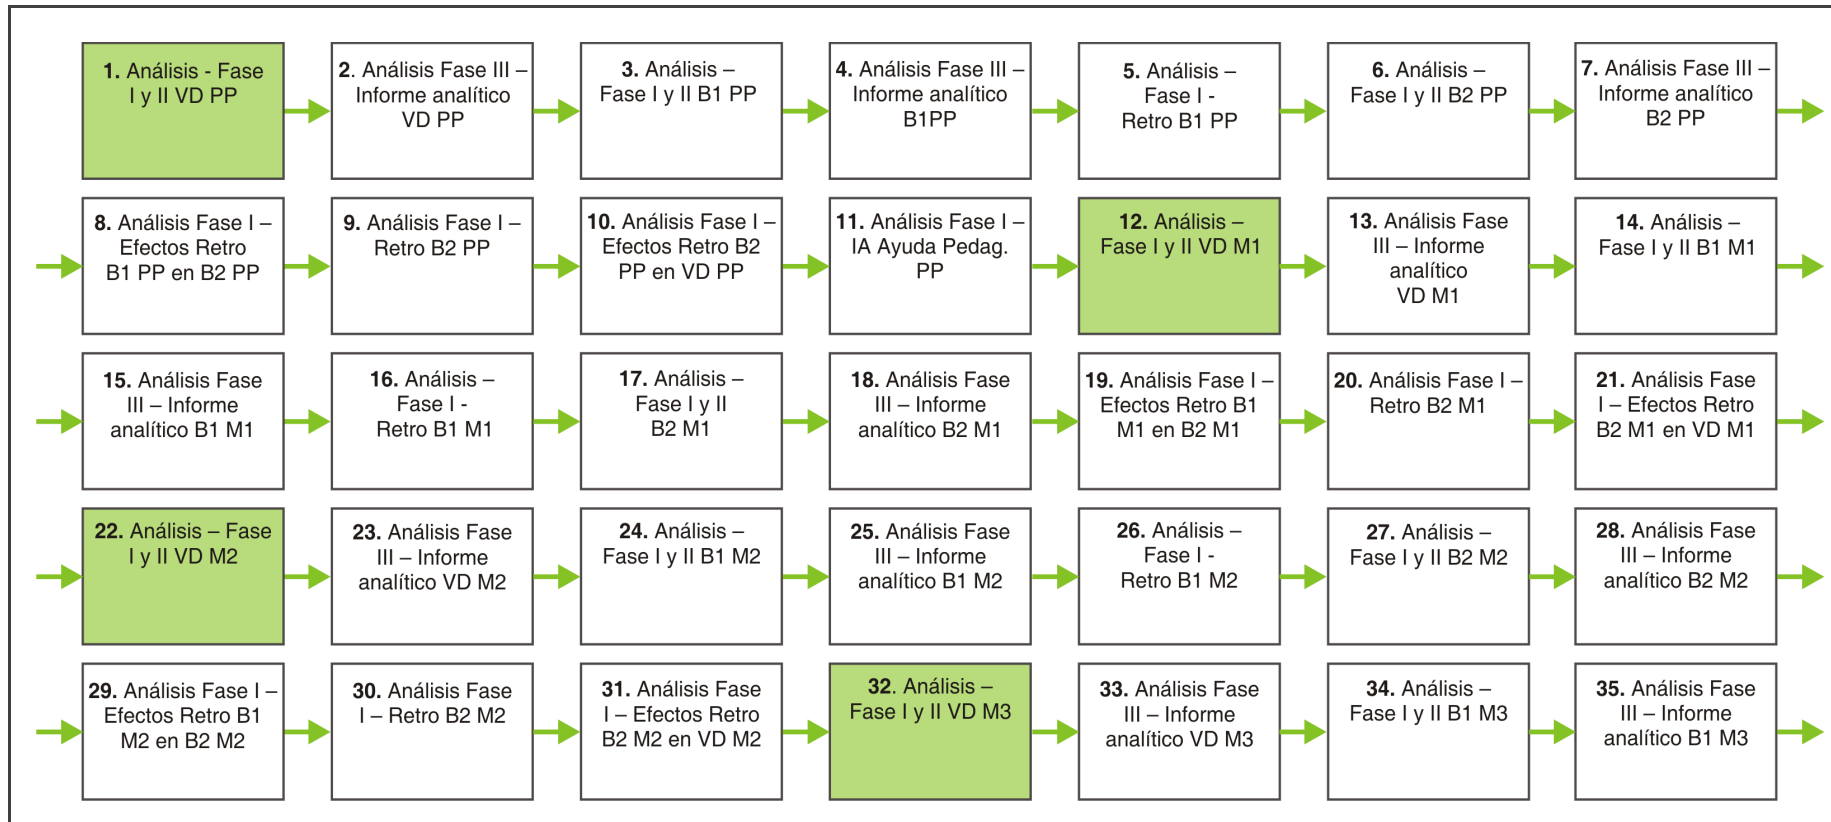 1. Análisis - Fase
I y II VD PP
2. Análisis Fase III –
Informe analítico
VD PP
3. Análisis –
Fase I y II B1 PP
4. Análisis Fase III –
Informe analítico
B1PP
5. Análisis –
Fase I -
Retro B1 PP
6. Análisis –
Fase I y II B2 PP
7. Análisis Fase III –
Informe analítico
B2 PP
8. Análisis Fase I –
Efectos Retro
B1 PP en B2 PP
9. Análisis Fase I –
Retro B2 PP
10. Análisis Fase I –
Efectos Retro B2
PP en VD PP
11. Análisis Fase I –
IA Ayuda Pedag.
PP
12. Análisis –
Fase I y II VD M1
13. Análisis Fase
III – Informe
analítico
VD M1
14. Análisis –
Fase I y II B1 M1
15. Análisis Fase
III – Informe
analítico B1 M1
16. Análisis –
Fase I -
Retro B1 M1
17. Análisis –
Fase I y II
B2 M1
18. Análisis Fase
III – Informe
analítico B2 M1
19. Análisis Fase I –
Efectos Retro B1
M1 en B2 M1
20. Análisis Fase I –
Retro B2 M1
21. Análisis Fase
I – Efectos Retro
B2 M1 en VD M1
22. Análisis – Fase
I y II VD M2
23. Análisis Fase
III – Informe
analítico VD M2
24. Análisis –
Fase I y II B1 M2
25. Análisis Fase
III – Informe
analítico B1 M2
26. Análisis –
Fase I -
Retro B1 M2
27. Análisis –
Fase I y II B2 M2
28. Análisis Fase
III – Informe
analítico B2 M2
29. Análisis Fase I –
Efectos Retro B1
M2 en B2 M2
30. Análisis Fase
I – Retro B2 M2
31. Análisis Fase
I – Efectos Retro
B2 M2 en VD M2
32. Análisis –
Fase I y II VD M3
33. Análisis Fase
III – Informe
analítico VD M3
34. Análisis –
Fase I y II B1 M3
35. Análisis Fase
III – Informe
analítico B1 M3